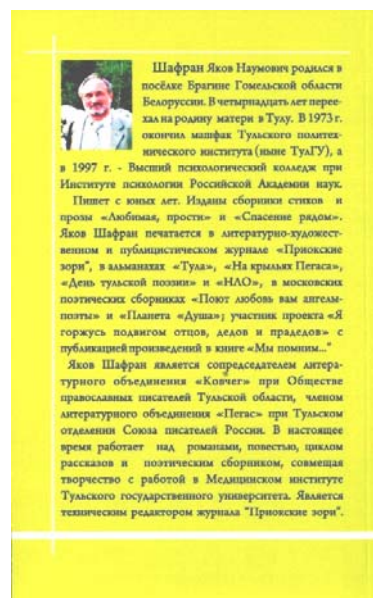 Шафран Яков Наумович родился в
посёлке Брагине Гомельской области
Белоруссии. В четырнадцать лет перее-
хал на родину матери в Тулу. В 1973 г.
окончил машфак Тульского политех-
нического института (ныне ТулГУ), а
в 1997 г. - Высший психологический колледж при
Институте психологии Российской Академии наук.
Пишет с юных лет. Изданы сборники стихов и
прозы «Любимая, прости» и «Спасение рядом».
Яков Шафран печатается в литературно-художест-
венном и публицистическом журнале «Приокские
зори", в альманахах «Тула», «На крыльях Пегаса»,
«День тульской поэзии» и «НЛО», в московских
поэтических сборниках «Поют любовь вам ангелы-
поэты» и «Планета «Душа»; участник проекта «Я
горжусь подвигом отцов, дедов и прадедов» с
публикацией произведений в книге «Мы помним..."
Яков Шафран является сопредседателем литера-
турного объединения «Ковчег» при Обществе
православных писателей Тульской области, членом
литературного объединения «Пегас» при Тульском
отделении Союза писателей России. В настоящее
время работает над романами, повестью, циклом
рассказов и поэтическим сборником, совмещая
творчество с работой в Медицинском институте
Тульского государственного университета. Является
техническим редактором журнала "Приокские зори".